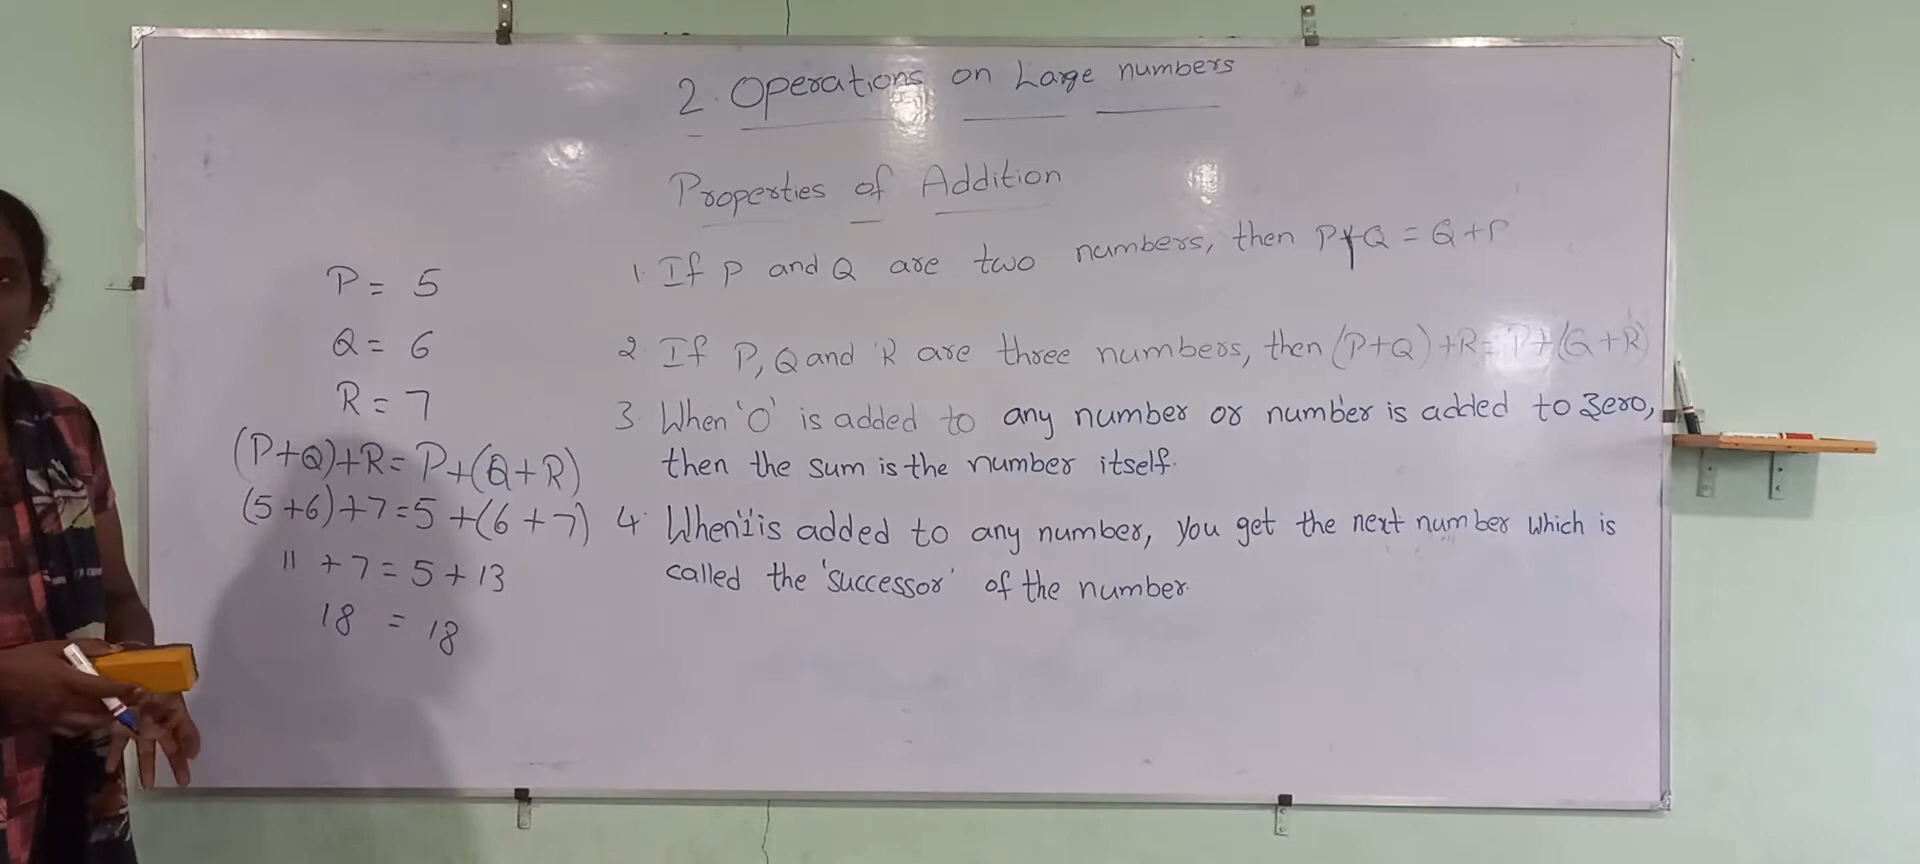 2. Operations on Large numbers
Properties of Addition
1. If P and Q are two numbers, then P+Q = Q+P
2. If P, Q and R are three numbers, then (P+Q)+R= P+(Q+R)
3. When '0' is added to any number or number is added to Zero,
then the sum is the number itself.
4. When '1' is added to any number, you get the next number which is
called the 'successor' of the number.
P = 5
Q = 6
R = 7
(P+Q)+R= P+(Q+R)
(5+6)+7=5+(6+7)
11 +7=5+13
18 = 18